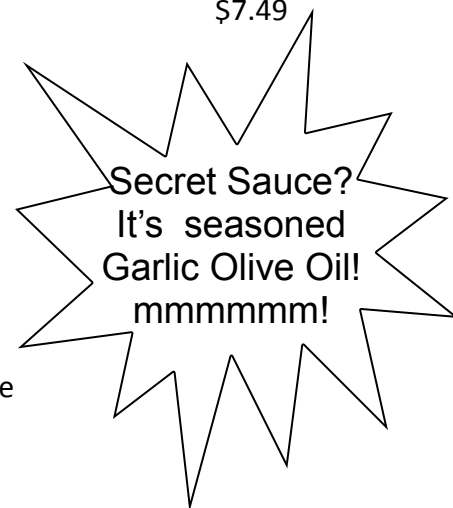 $7.49
Secret Sauce?
It’s  seasoned
Garlic Olive Oil!
mmmmmm!
e